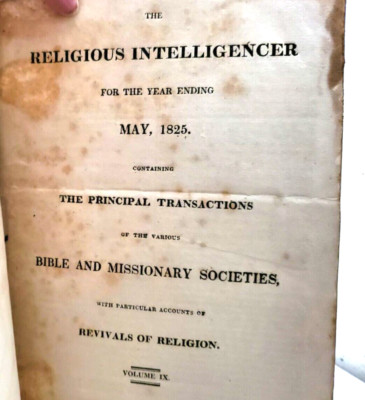 THE
RELIGIOUS INTELLIGENCER
FOR THE YEAR ENDING
MAY, 1825.
CONTAINING
THE PRINCIPAL TRANSACTIONS
OF THE VARIOUS
BIBLE AND MISSIONARY SOCIETIES,
WITH PARTICULAR ACCOUNTS OF
REVIVALS OF RELIGION.
VOLUME IX.